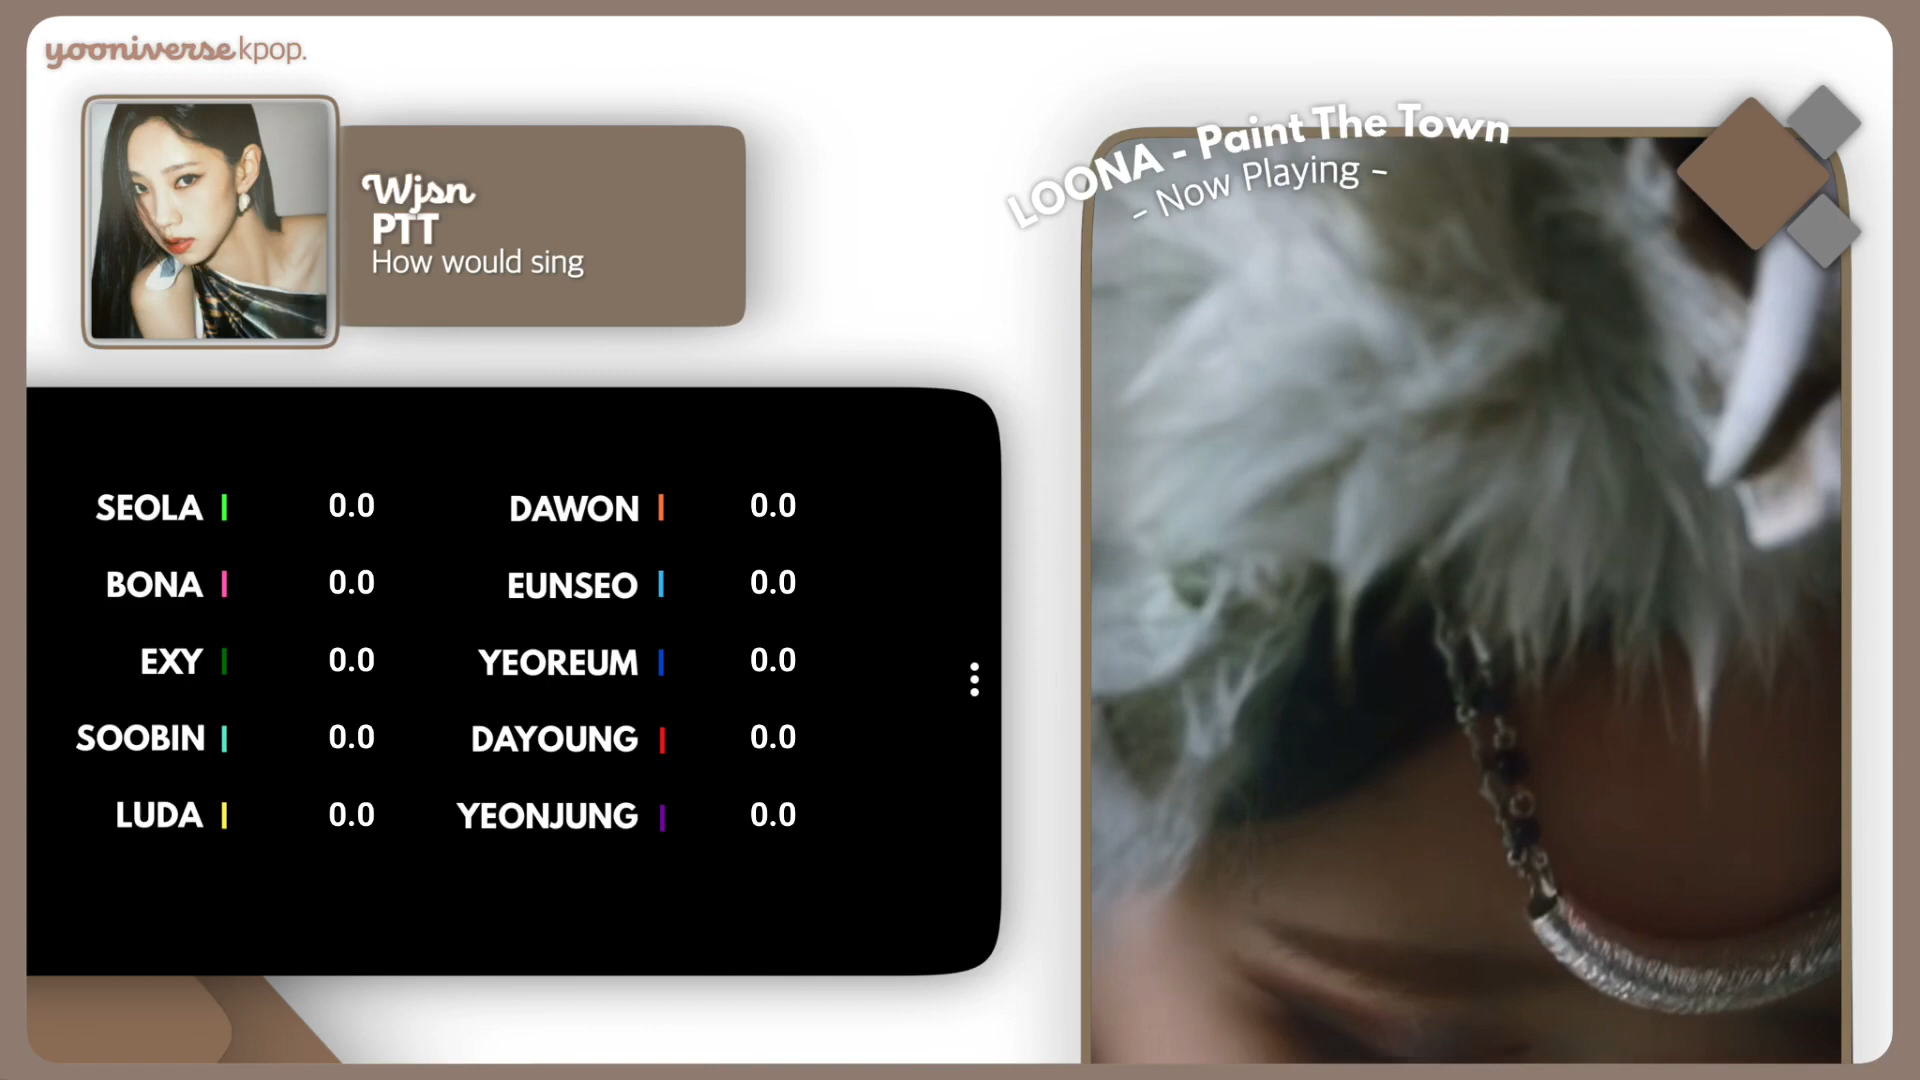 yooniverse kpop.
Wjsn
PTT
How would sing
LOONA - Paint The Town
- Now Playing -
SEOLA 0.0
DAWON 0.0
BONA 0.0
EUNSEO 0.0
EXY 0.0
YEOREUM 0.0
SOOBIN 0.0
DAYOUNG 0.0
LUDA 0.0
YEONJUNG 0.0